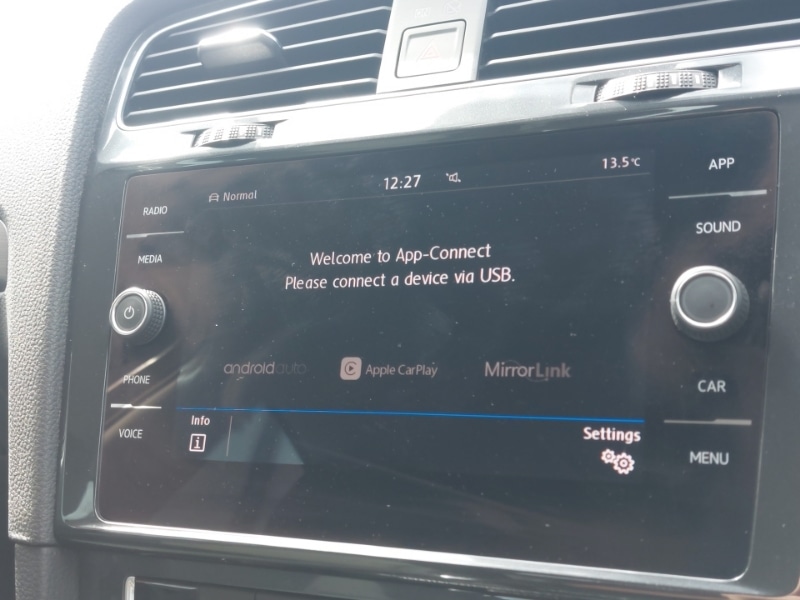 APP
13.5°C
12:27
Normal
RADIO
SOUND
MEDIA
Welcome to App-Connect
Please connect a device via USB.
androidauto
Apple CarPlay
MirrorLink
PHONE
CAR
VOICE
Info
i
Settings
MENU